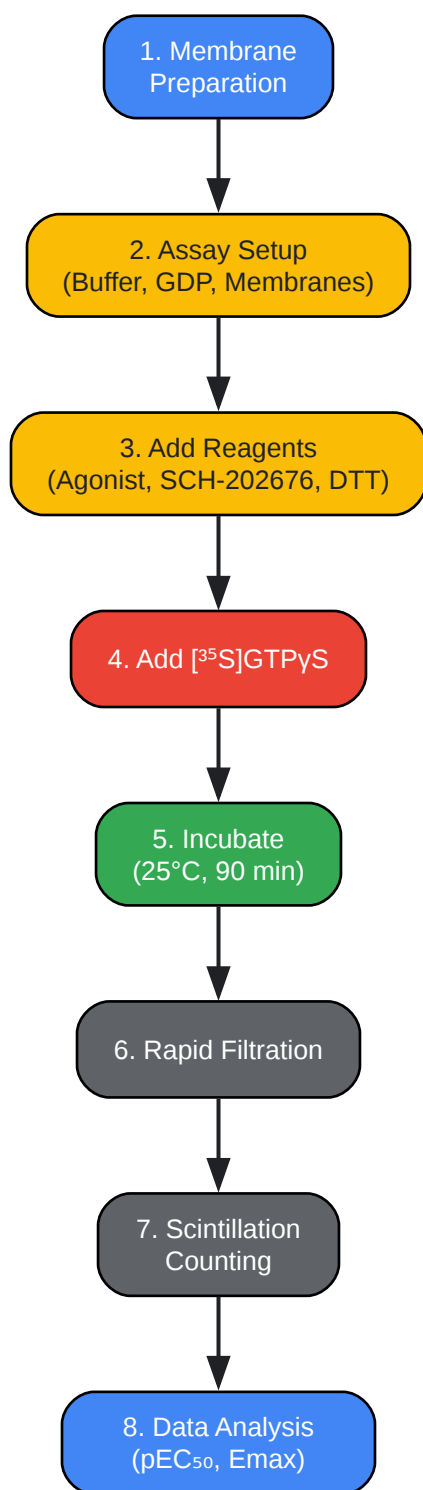 1. Membrane
Preparation
2. Assay Setup
(Buffer, GDP, Membranes)
3. Add Reagents
(Agonist, SCH-202676, DTT)
4. Add [³⁵S]GTPγS
5. Incubate
(25°C, 90 min)
6. Rapid Filtration
7. Scintillation
Counting
8. Data Analysis
(pEC₅₀, Emax)